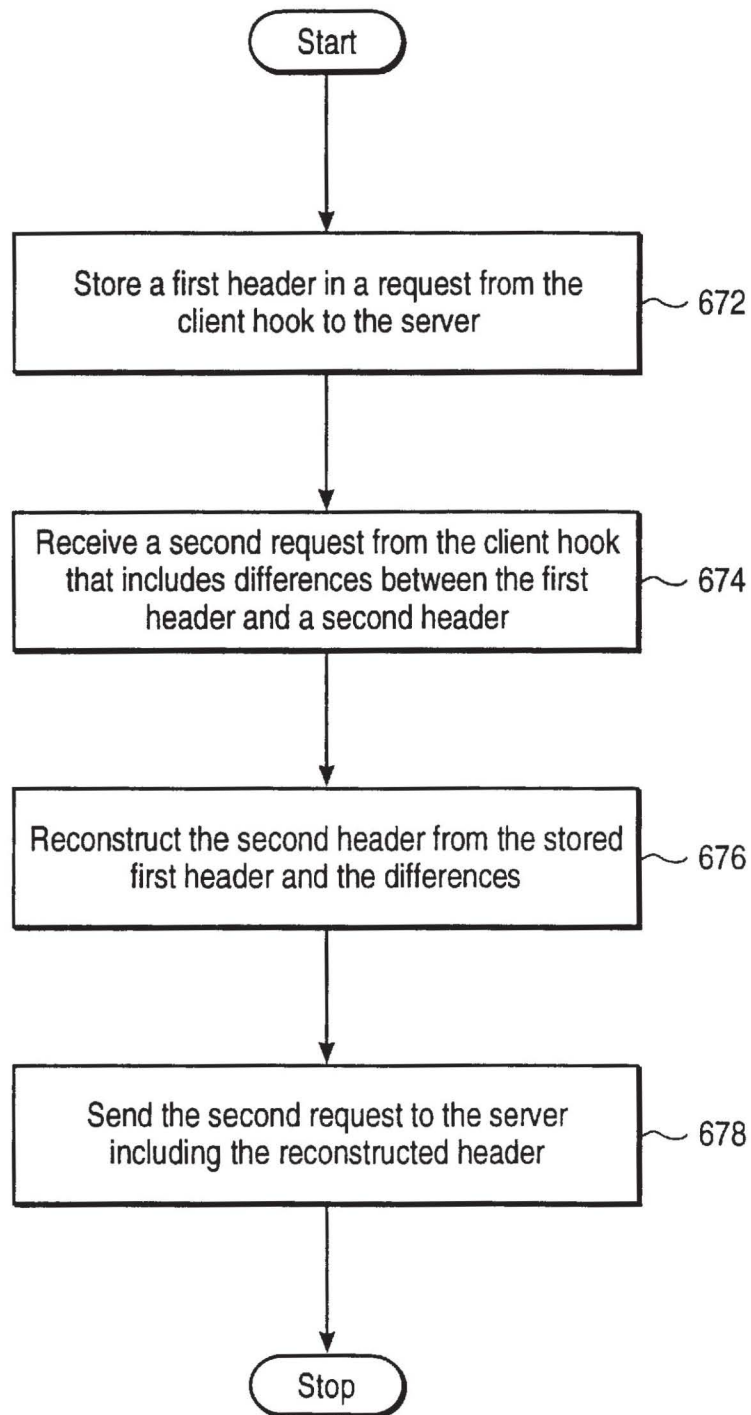 Start
Store a first header in a request from the
client hook to the server
672
Receive a second request from the client hook
that includes differences between the first
header and a second header
674
Reconstruct the second header from the stored
first header and the differences
676
Send the second request to the server
including the reconstructed header
678
Stop